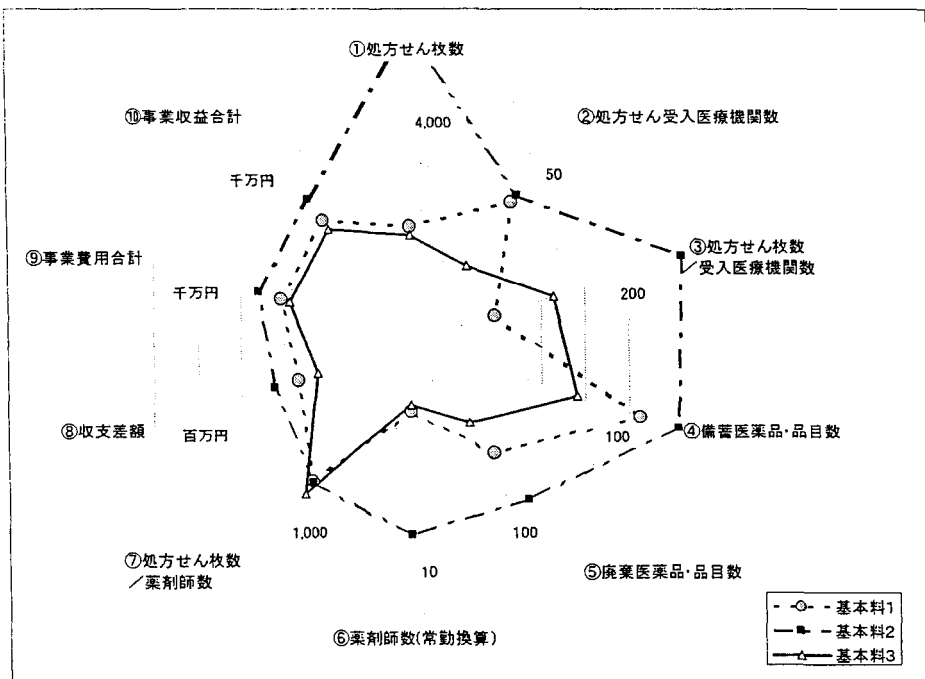 ①処方せん枚数
⑩事業収益合計
②処方せん受入医療機関数
4,000
千万円
50
⑨事業費用合計
③処方せん枚数
／受入医療機関数
千万円
200
⑧収支差額
百万円
100
④備蓄医薬品・品目数
1,000
100
⑦処方せん枚数
／薬剤師数
10
⑤廃棄医薬品・品目数
⑥薬剤師数(常勤換算)
基本料1
基本料2
基本料3